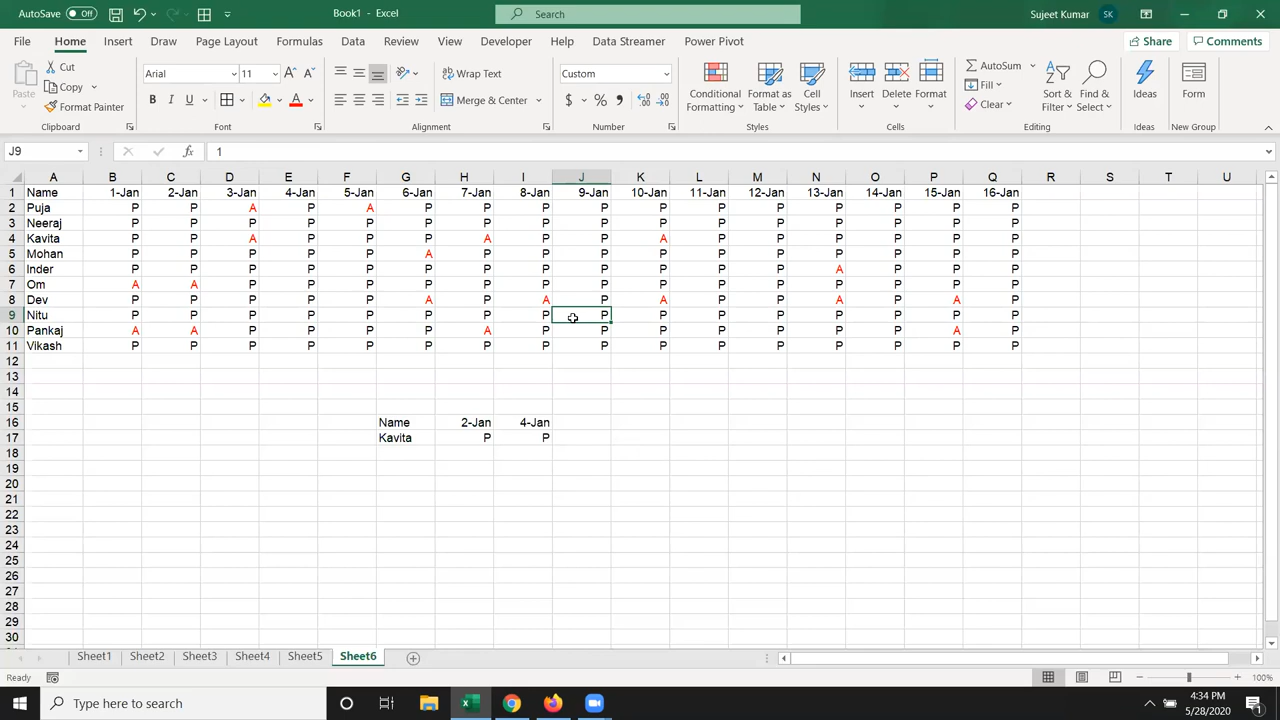 AutoSave Off Book1 - Excel Search Sujeet Kumar SK
File Home Insert Draw Page Layout Formulas Data Review View Developer Help Data Streamer Power Pivot Share Comments
Paste Cut Copy Format Painter Clipboard
Arial 11 B I U A Font
Wrap Text Merge & Center Alignment
Custom $ % , Number
Conditional Formatting Format as Table Cell Styles Styles
Insert Delete Format Cells
AutoSum Fill Clear Sort & Filter Find & Select Editing
Ideas Ideas
Form New Group
J9 fx 1
A B C D E F G H I J K L M N O P Q R S T U
1 Name 1-Jan 2-Jan 3-Jan 4-Jan 5-Jan 6-Jan 7-Jan 8-Jan 9-Jan 10-Jan 11-Jan 12-Jan 13-Jan 14-Jan 15-Jan 16-Jan
2 Puja P P A P A P P P P P P P P P P P
3 Neeraj P P P P P P P P P P P P P P P P
4 Kavita P P A P P P A P P A P P P P P P
5 Mohan P P P P P A P P P P P P P P P P
6 Inder P P P P P P P P P P P P A P P P
7 Om A A P P P P P P P P P P P P P P
8 Dev P P P P P A P A P A P P A P A P
9 Nitu P P P P P P P P P P P P P P P P
10 Pankaj A A P P P P A P P P P P P P A P
11 Vikash P P P P P P P P P P P P P P P P
12
13
14
15
16 Name 2-Jan 4-Jan
17 Kavita P P
18
19
20
21
22
23
24
25
26
27
28
29
30
Sheet1 Sheet2 Sheet3 Sheet4 Sheet5 Sheet6
Ready 100%
Type here to search 4:34 PM
5/28/2020 1